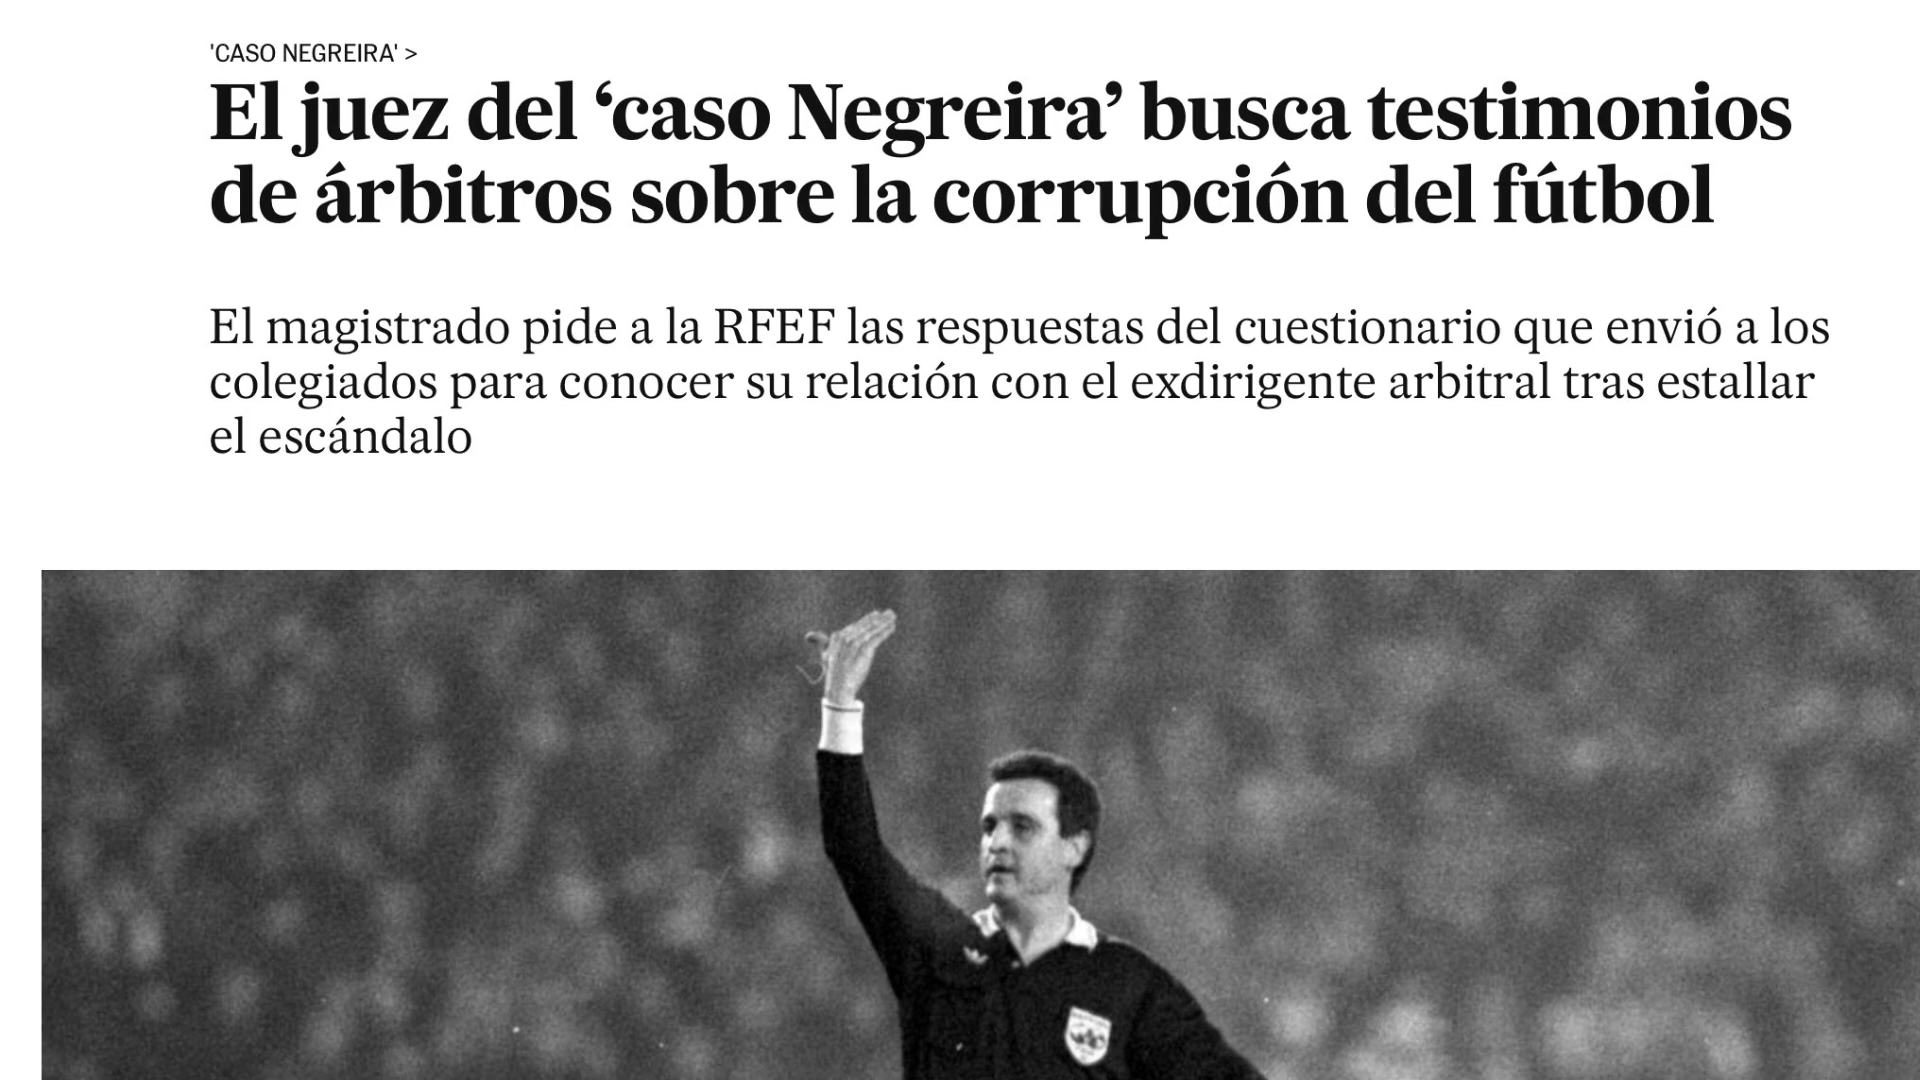 'CASO NEGREIRA' >
El juez del ‘caso Negreira’ busca testimonios
de árbitros sobre la corrupción del fútbol
El magistrado pide a la RFEF las respuestas del cuestionario que envió a los
colegiados para conocer su relación con el exdirigente arbitral tras estallar
el escándalo